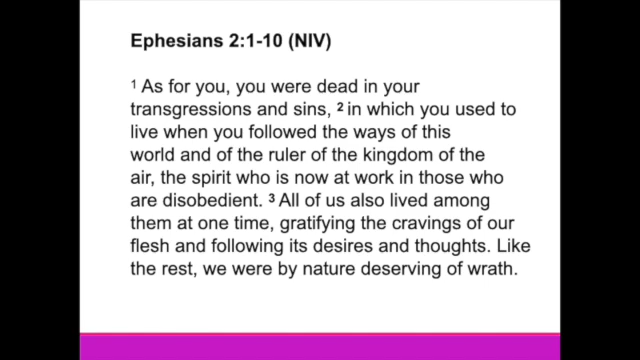 Ephesians 2:1-10 (NIV)
1 As for you, you were dead in your
transgressions and sins, 2 in which you used to
live when you followed the ways of this
world and of the ruler of the kingdom of the
air, the spirit who is now at work in those who
are disobedient. 3 All of us also lived among
them at one time, gratifying the cravings of our
flesh and following its desires and thoughts. Like
the rest, we were by nature deserving of wrath.